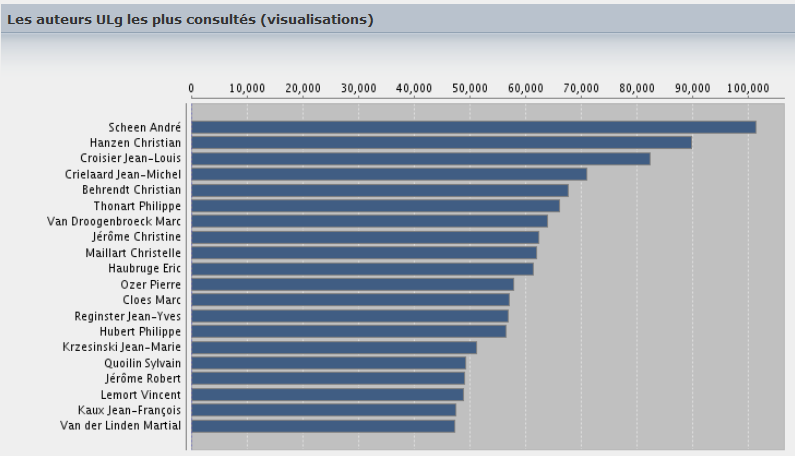 Les auteurs ULg les plus consultés (visualisations)
0 10,000 20,000 30,000 40,000 50,000 60,000 70,000 80,000 90,000 100,000
Scheen André
Hanzen Christian
Croisier Jean-Louis
Crielaard Jean-Michel
Behrendt Christian
Thonart Philippe
Van Droogenbroeck Marc
Jérôme Christine
Maillart Christelle
Haubruge Eric
Ozer Pierre
Cloes Marc
Reginster Jean-Yves
Hubert Philippe
Krzesinski Jean-Marie
Quoilin Sylvain
Jérôme Robert
Lemort Vincent
Kaux Jean-François
Van der Linden Martial